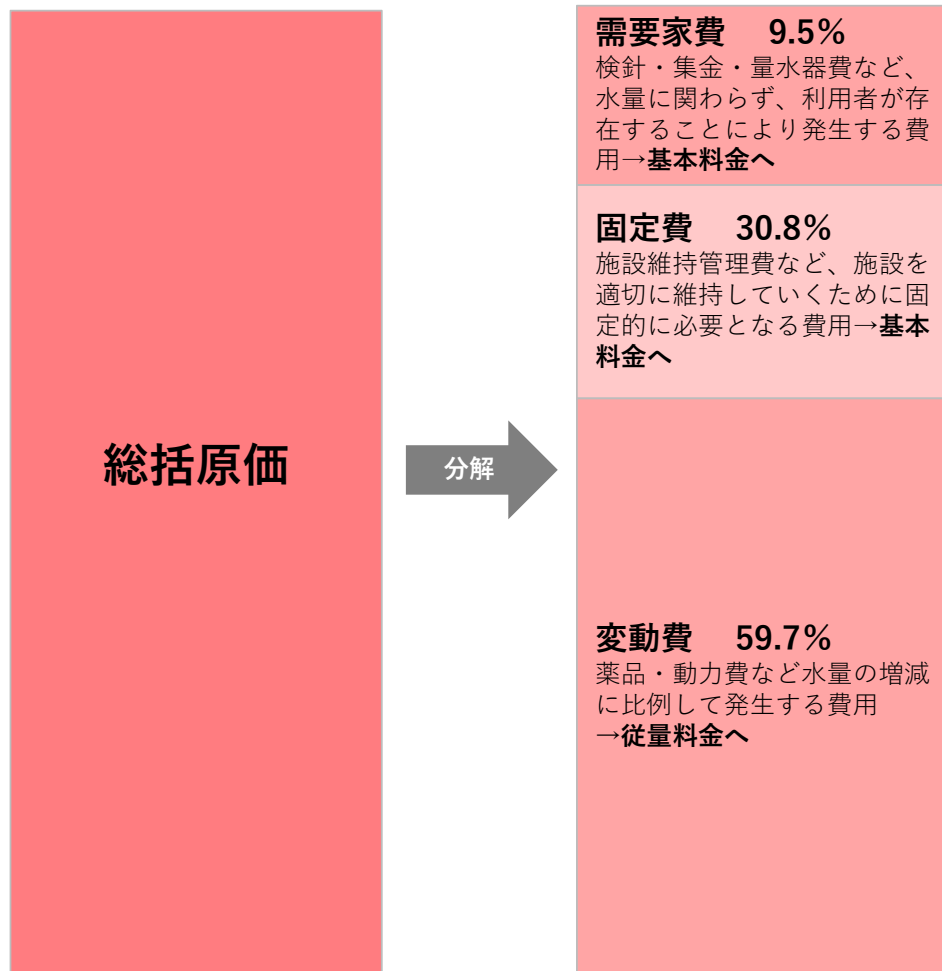 総括原価
分解
需要家費 9.5%
検針・集金・量水器費など、
水量に関わらず、利用者が存
在することにより発生する費
用→基本料金へ
固定費 30.8%
施設維持管理費など、施設を
適切に維持していくために固
定的に必要となる費用→基本
料金へ
変動費 59.7%
薬品・動力費など水量の増減
に比例して発生する費用
→従量料金へ